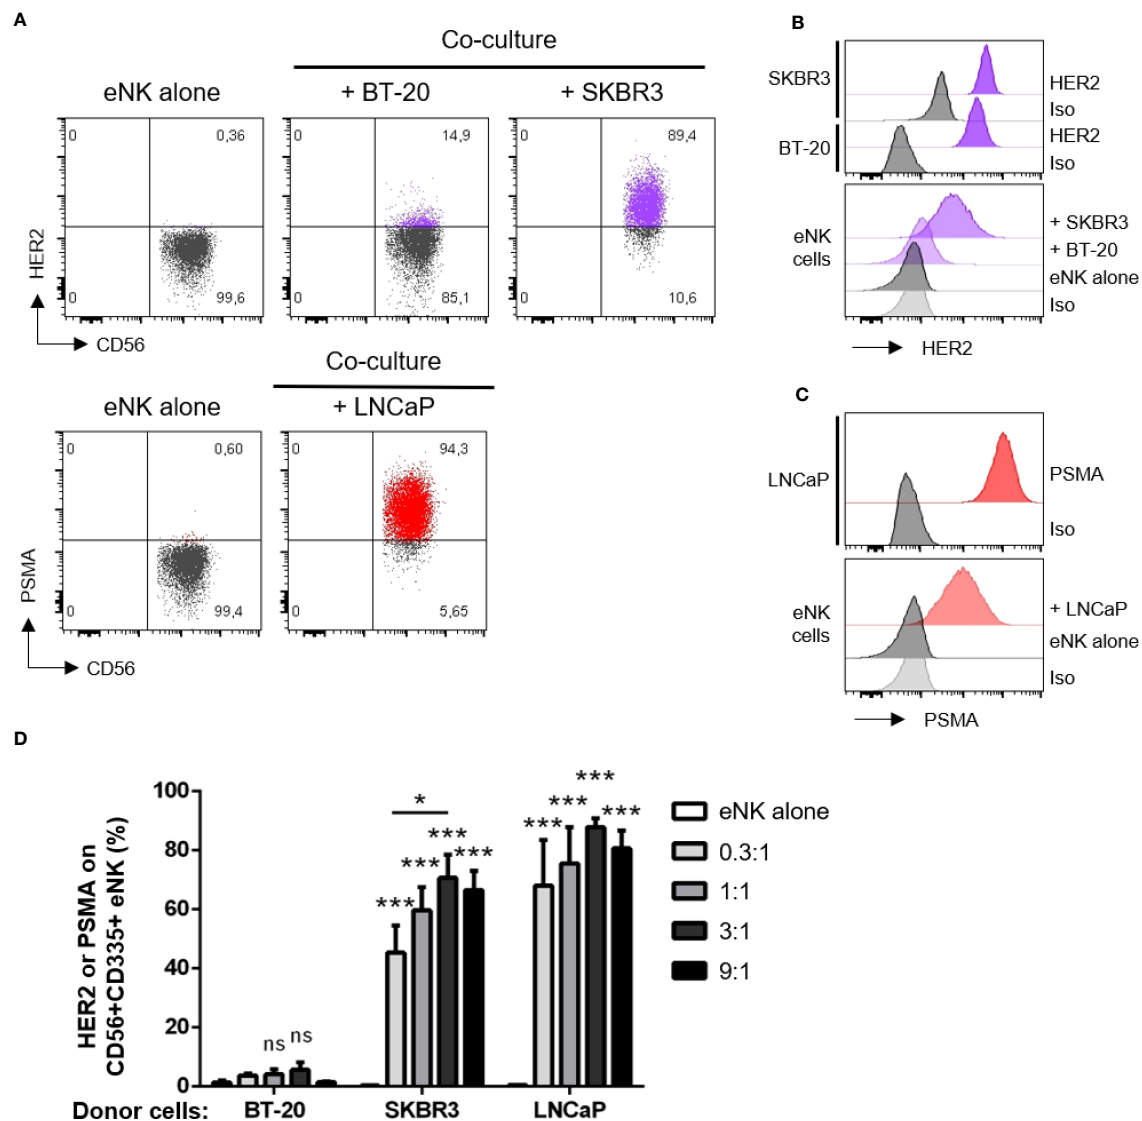 A
Co-culture
eNK alone
+ BT-20
+ SKBR3
0
0,36
0
99,6
0
14,9
0
85,1
0
89,4
0
10,6
HER2
CD56
Co-culture
eNK alone
+ LNCaP
0
0,60
0
99,4
0
94,3
0
5,65
PSMA
CD56
B
SKBR3
HER2
Iso
BT-20
HER2
Iso
eNK
cells
+ SKBR3
+ BT-20
eNK alone
Iso
HER2
C
LNCaP
PSMA
Iso
eNK
cells
+ LNCaP
eNK alone
Iso
PSMA
D
HER2 or PSMA on
CD56+CD335+ eNK (%)
100
80
60
40
20
0
ns
ns
***
***
***
***
*
***
***
***
***
eNK alone
0.3:1
1:1
3:1
9:1
Donor cells:
BT-20
SKBR3
LNCaP